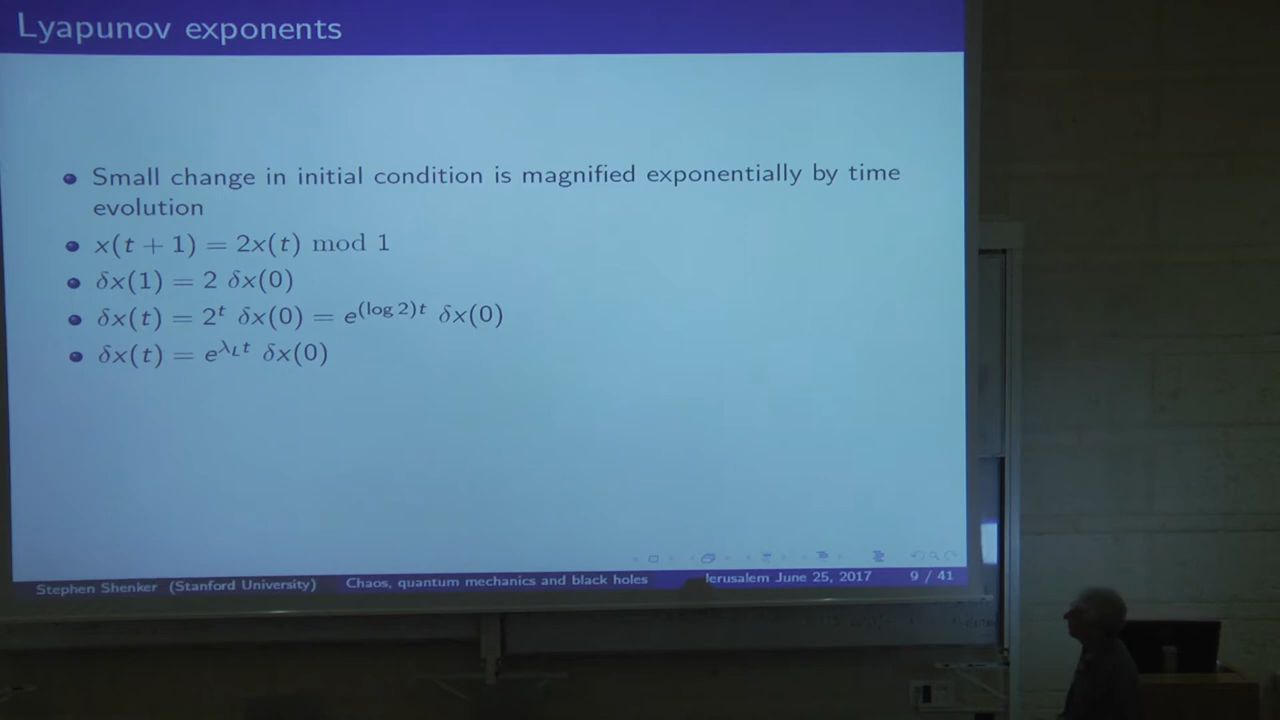 Lyapunov exponents
Small change in initial condition is magnified exponentially by time
evolution
x(t + 1) = 2x(t) mod 1
δx(1) = 2 δx(0)
δx(t) = 2ᵗ δx(0) = e^{(log 2)t} δx(0)
δx(t) = e^{λ_L t} δx(0)
Stephen Shenker (Stanford University) Chaos, quantum mechanics and black holes Jerusalem June 25, 2017 9 / 41